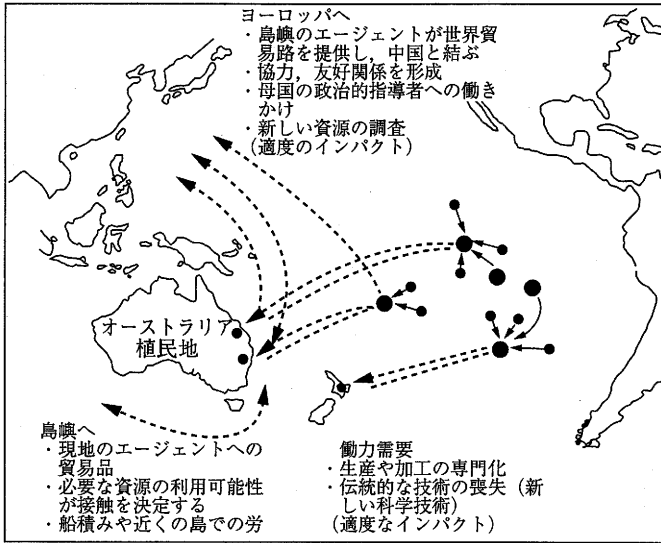 ヨーロッパへ
・島嶼のエージェントが世界貿
易路を提供し，中国と結ぶ
・協力，友好関係を形成
・母国の政治的指導者への働き
かけ
・新しい資源の調査
（適度のインパクト）
オーストラリア
植民地
島嶼へ
・現地のエージェントへの
貿易品
・必要な資源の利用可能性
が接触を決定する
・船積みや近くの島での労
働力需要
・生産や加工の専門化
・伝統的な技術の喪失（新
しい科学技術）
（適度なインパクト）